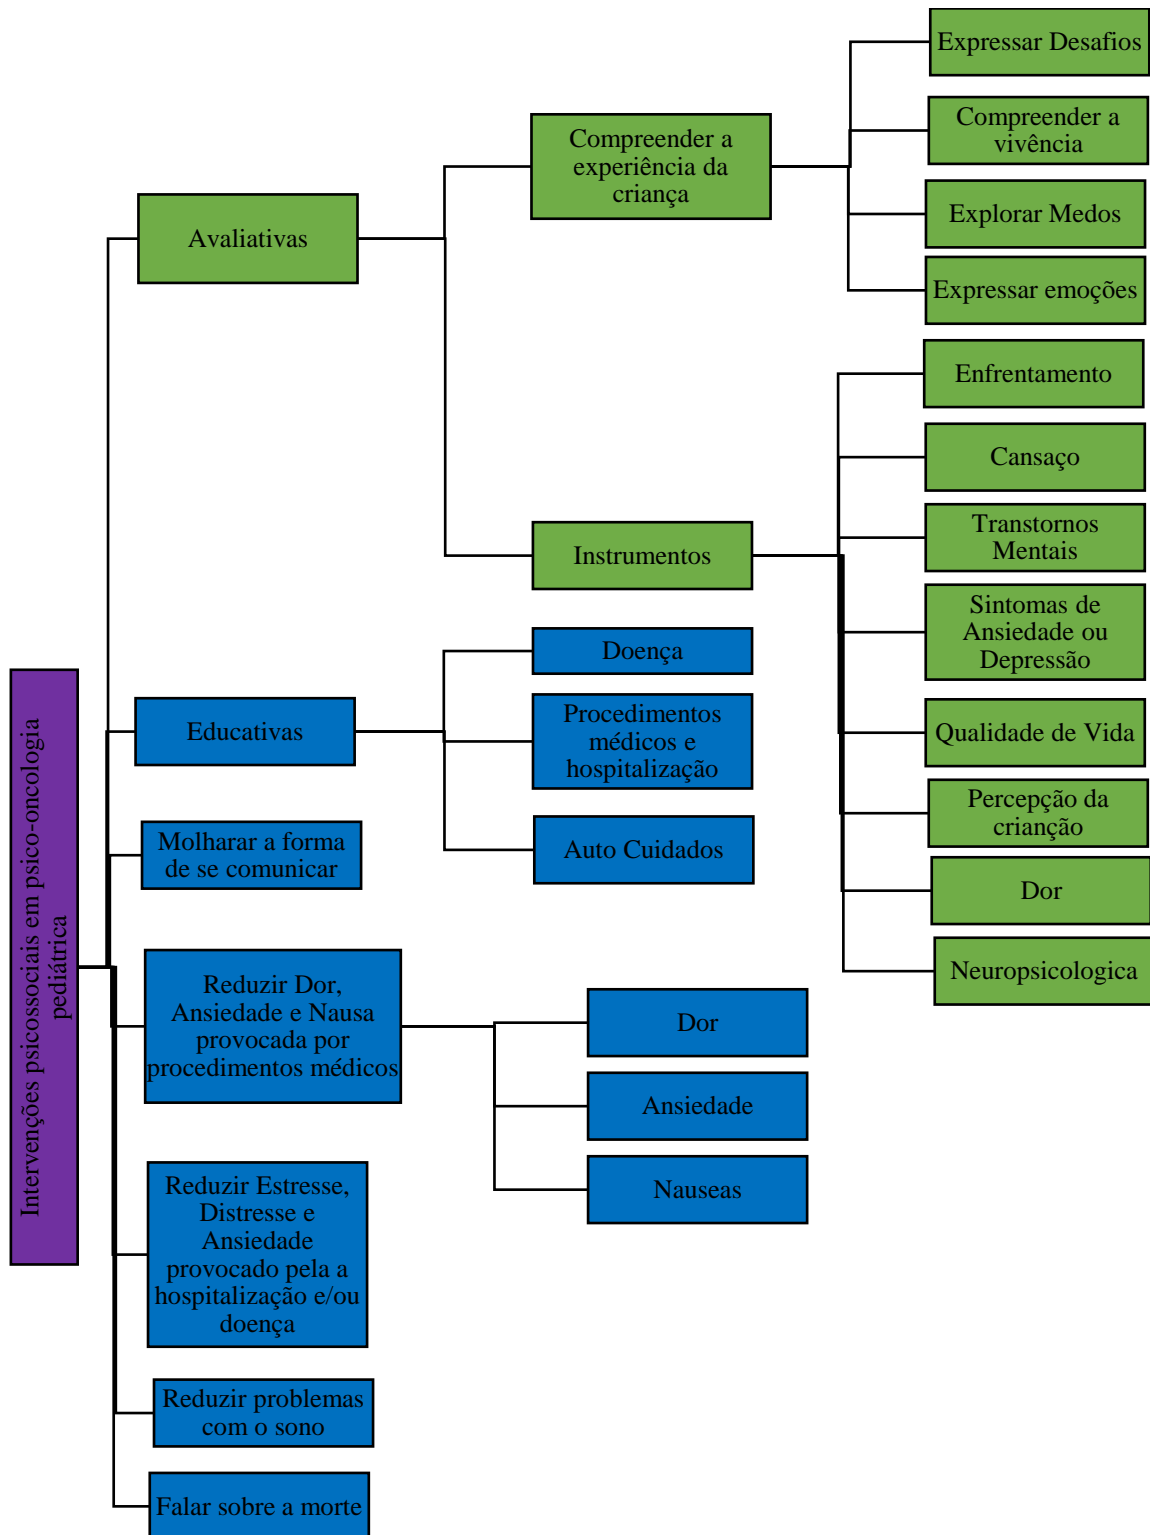 Intervenções psicossociais em psico-oncologia
pediátrica
Avaliativas
Compreender a
experiência da
criança
Expressar Desafios
Compreender a
vivência
Explorar Medos
Expressar emoções
Instrumentos
Enfrentamento
Cansaço
Transtornos
Mentais
Sintomas de
Ansiedade ou
Depressão
Qualidade de Vida
Percepção da
criançãо
Dor
Neuropsicologica
Educativas
Doença
Procedimentos
médicos e
hospitalização
Auto Cuidados
Molharar a forma
de se comunicar
Reduzir Dor,
Ansiedade e Nausa
provocada por
procedimentos médicos
Dor
Ansiedade
Nauseas
Reduzir Estresse,
Distresse e
Ansiedade
provocado pela a
hospitalização e/ou
doença
Reduzir problemas
com o sono
Falar sobre a morte